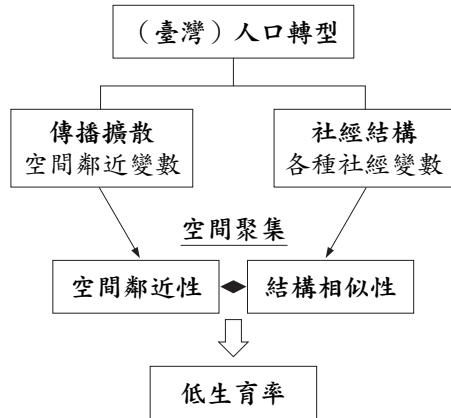 （臺灣）人口轉型
傳播擴散
空間鄰近變數
社經結構
各種社經變數
空間聚集
空間鄰近性
結構相似性
低生育率